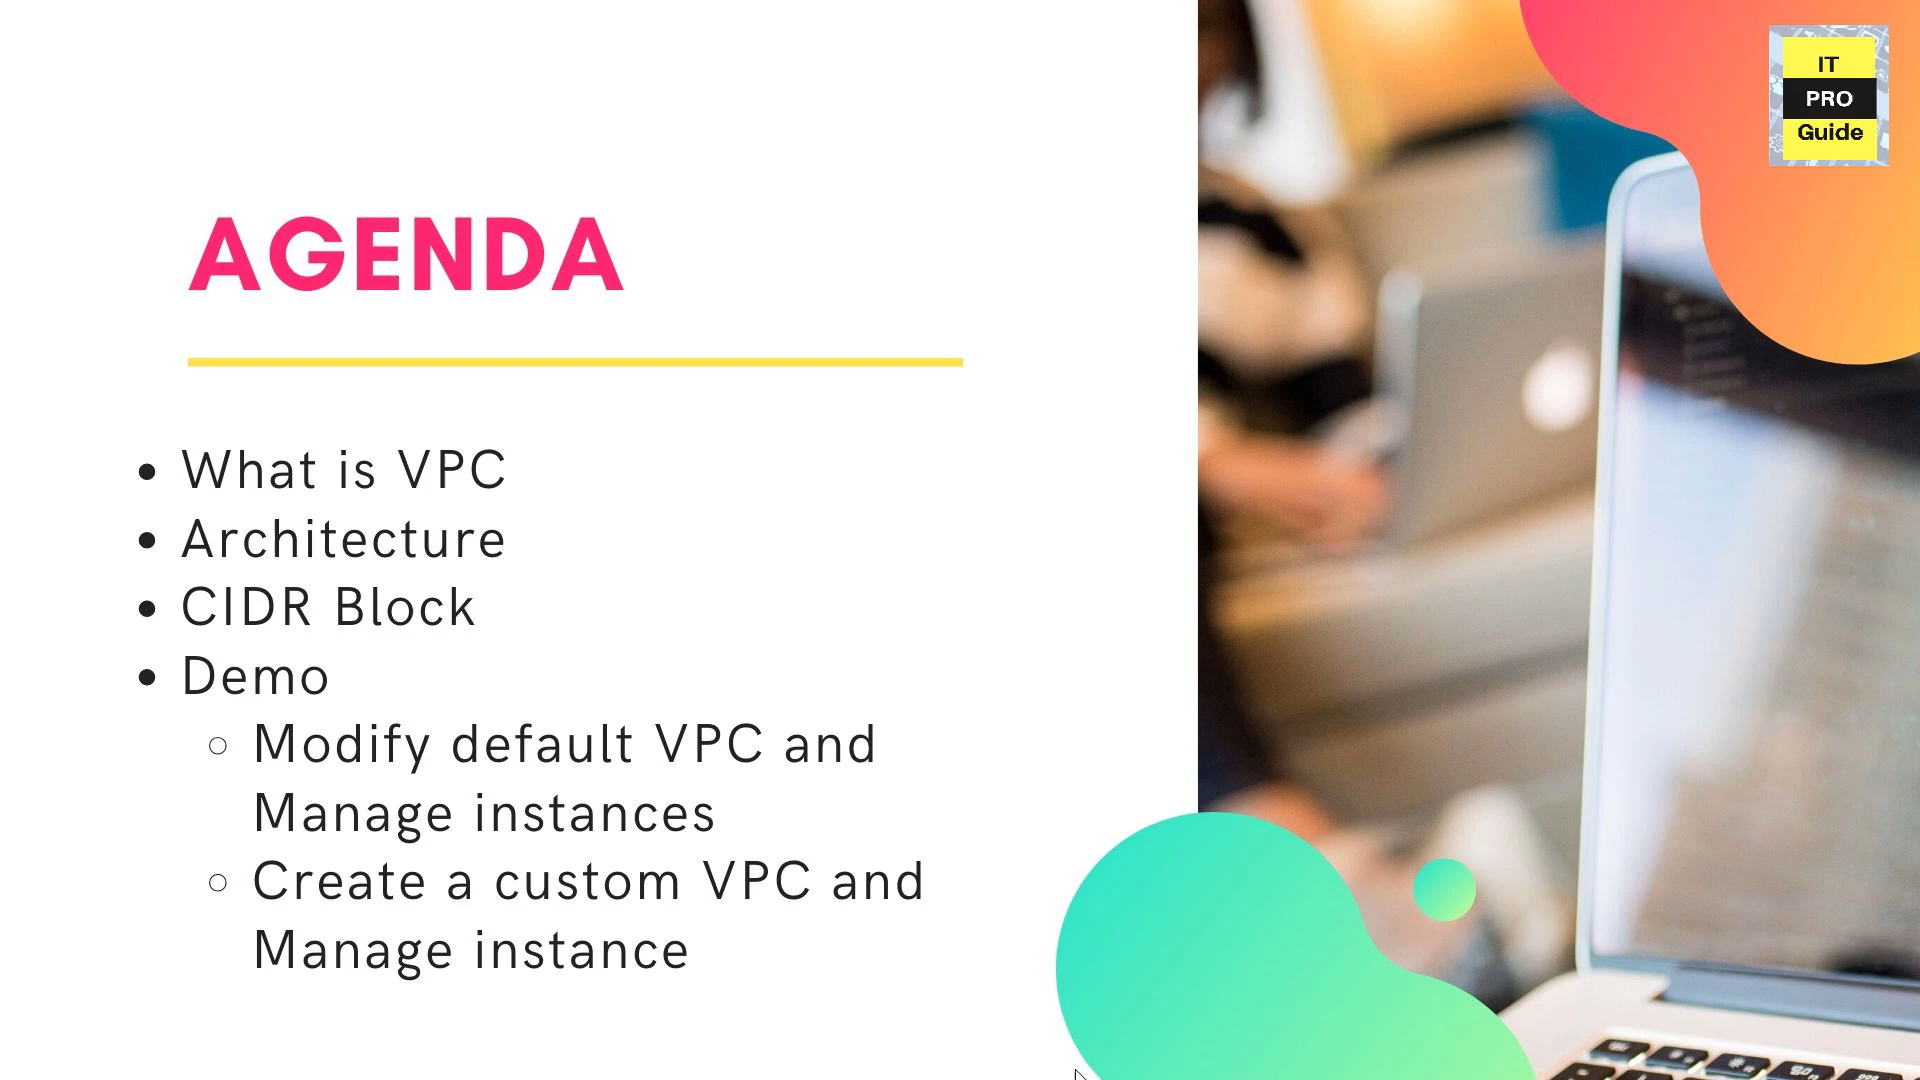 IT
PRO
Guide
AGENDA
What is VPC
Architecture
CIDR Block
Demo
Modify default VPC and
Manage instances
Create a custom VPC and
Manage instance